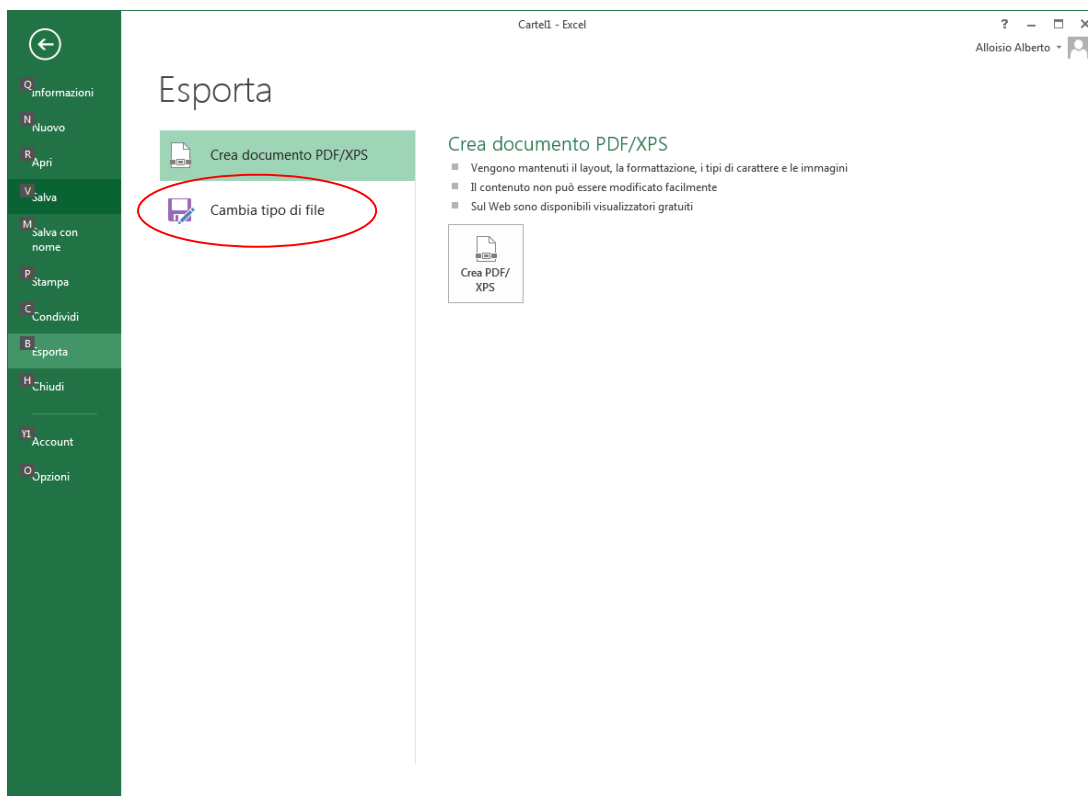 Cartel1 - Excel
?
Alloisio Alberto
Q
Informazioni
N
Nuovo
R
Apri
V
Salva
M
Salva con
nome
P
Stampa
C
Condividi
B
Esporta
H
Chiudi
Y1
Account
O
Opzioni
Esporta
Crea documento PDF/XPS
Cambia tipo di file
Crea documento PDF/XPS
Vengono mantenuti il layout, la formattazione, i tipi di carattere e le immagini
Il contenuto non può essere modificato facilmente
Sul Web sono disponibili visualizzatori gratuiti
Crea PDF/
XPS